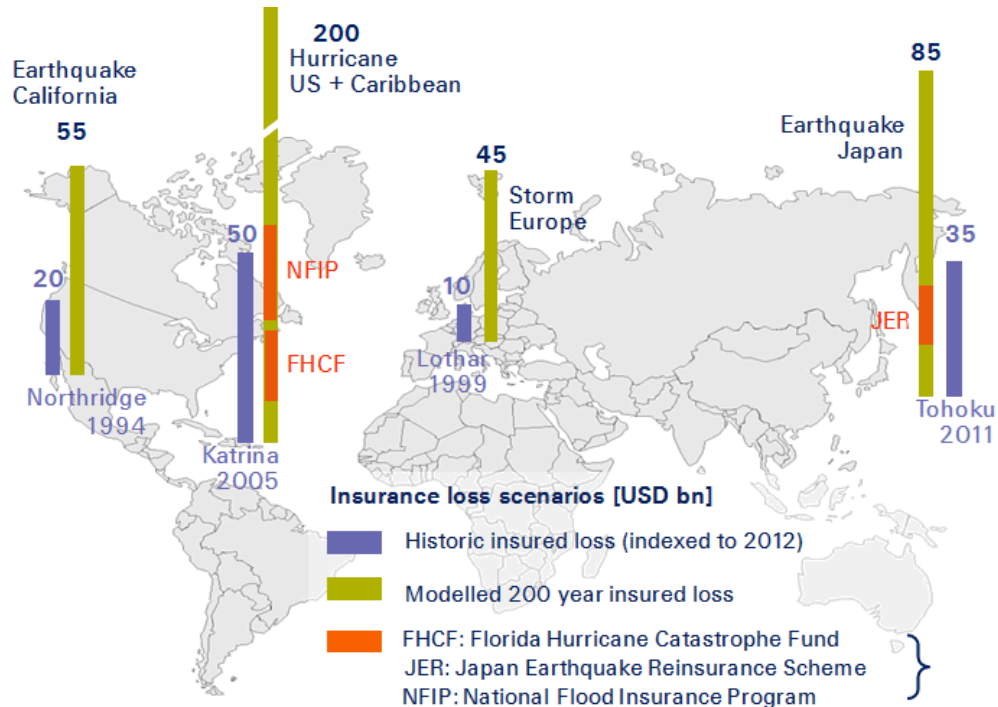 Earthquake
California
55
200
Hurricane
US + Caribbean
85
Earthquake
Japan
45
Storm
Europe
20
50
NFIP
FHCF
10
JER
35
Northridge
1994
Katrina
2005
Lothar
1999
Tohoku
2011
Insurance loss scenarios [USD bn]
Historic insured loss (indexed to 2012)
Modelled 200 year insured loss
FHCF: Florida Hurricane Catastrophe Fund
JER: Japan Earthquake Reinsurance Scheme
NFIP: National Flood Insurance Program